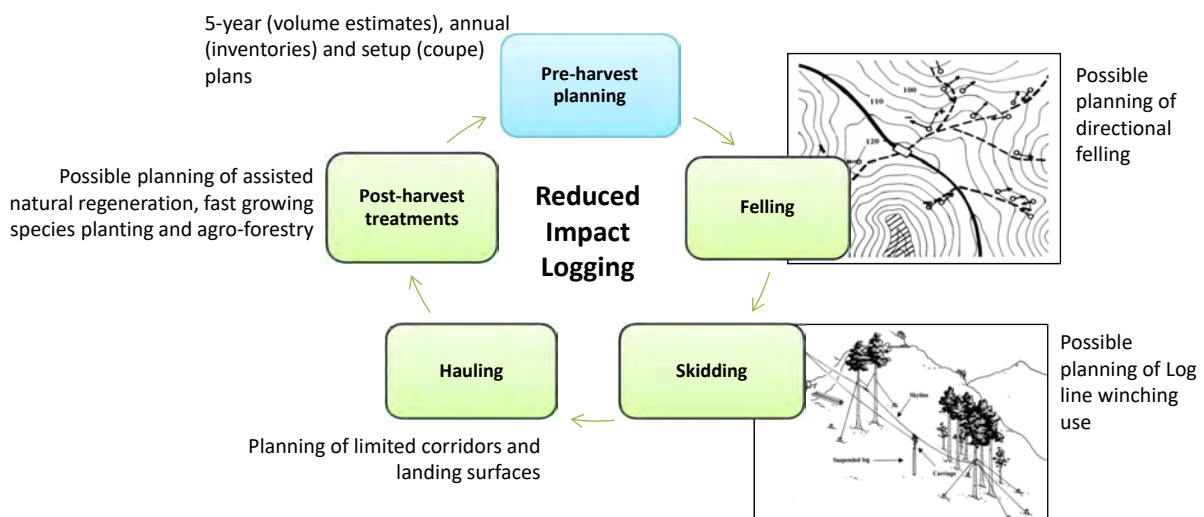 5-year (volume estimates), annual
(inventories) and setup (coupe)
plans
Pre-harvest
planning
100
110
120
Possible
planning of
directional
felling
Possible planning of assisted
natural regeneration, fast growing
species planting and agro-forestry
Post-harvest
treatments
Reduced
Impact
Logging
Felling
Hauling
Skidding
Skyline
Suspended log
Carriage
Possible
planning of Log
line winching
use
Planning of limited corridors and
landing surfaces